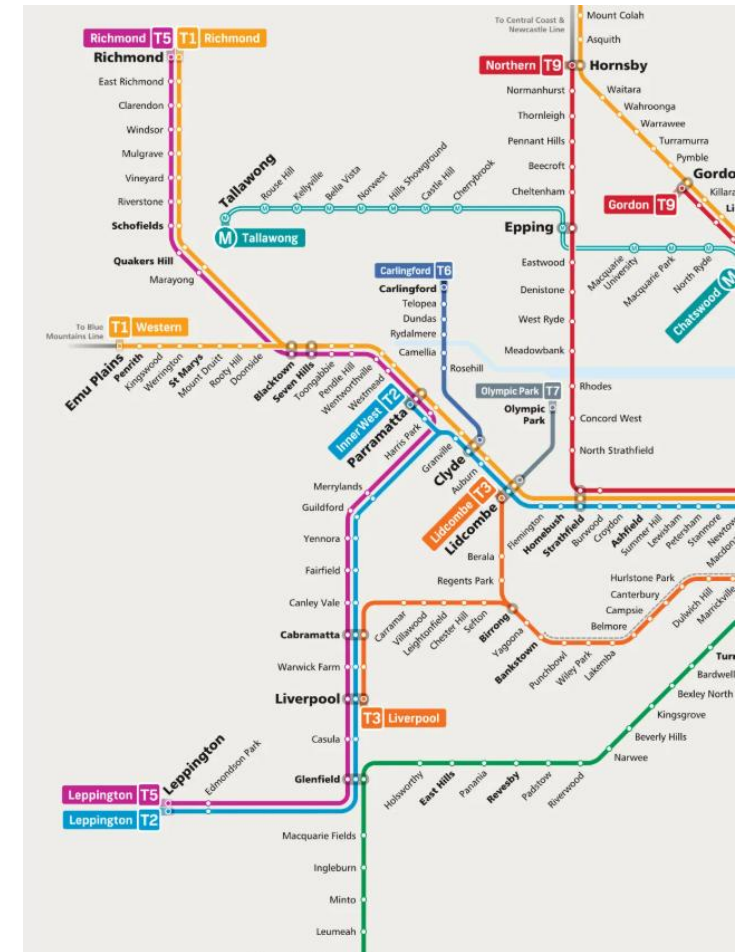 Richmond T5
T1 Richmond
Richmond
East Richmond
Clarendon
Windsor
Mulgrave
Vineyard
Riverstone
Schofields
Quakers Hill
Marayong
To Blue
Mountains Line
T1 Western
Emu Plains
Penrith
Kingswood
Werrington
St Marys
Mount Druitt
Rooty Hill
Doonside
Blacktown
Seven Hills
Toongabbie
Pendle Hill
Wentworthville
Westmead
Inner West T2
Parramatta
Harris Park
Granville
Clyde
Auburn
Lidcombe T3
Lidcombe
Flemington
Homebush
Strathfield
Burwood
Croydon
Ashfield
Summer Hill
Lewisham
Petersham
Stanmore
Newtow
Macdon
Tallawong
M Tallawong
Rouse Hill
Kellyville
Bella Vista
Norwest
Hills Showground
Castle Hill
Cherrybrook
Epping
Macquarie
University
Macquarie Park
North Ryde
Chatswood M
To Central Coast &
Newcastle Line
Mount Colah
Asquith
Northern T9
Hornsby
Normanhurst
Thornleigh
Pennant Hills
Beecroft
Cheltenham
Eastwood
Denistone
West Ryde
Meadowbank
Rhodes
Concord West
North Strathfield
Waitara
Wahroonga
Warrawee
Turramurra
Pymble
Gordo
Gordon T9
Killara
Li
Carlingford T6
Carlingford
Telopea
Dundas
Rydalmere
Camellia
Rosehill
Olympic Park T7
Olympic
Park
Merrylands
Guildford
Yennora
Fairfield
Canley Vale
Cabramatta
Warwick Farm
Liverpool
Casula
Glenfield
T3 Liverpool
Carramar
Villawood
Leightonfield
Chester Hill
Sefton
Berala
Regents Park
Birrong
Yagoona
Bankstown
Punchbowl
Wiley Park
Lakemba
Belmore
Campsie
Canterbury
Hurlstone Park
Dulwich Hill
Marrickville
Turr
Bardwell
Bexley North
Kingsgrove
Beverly Hills
Narwee
Riverwood
Padstow
Revesby
Panania
East Hills
Holsworthy
Leppington
Edmondson Park
Leppington T5
Leppington T2
Macquarie Fields
Ingleburn
Minto
Leumeah